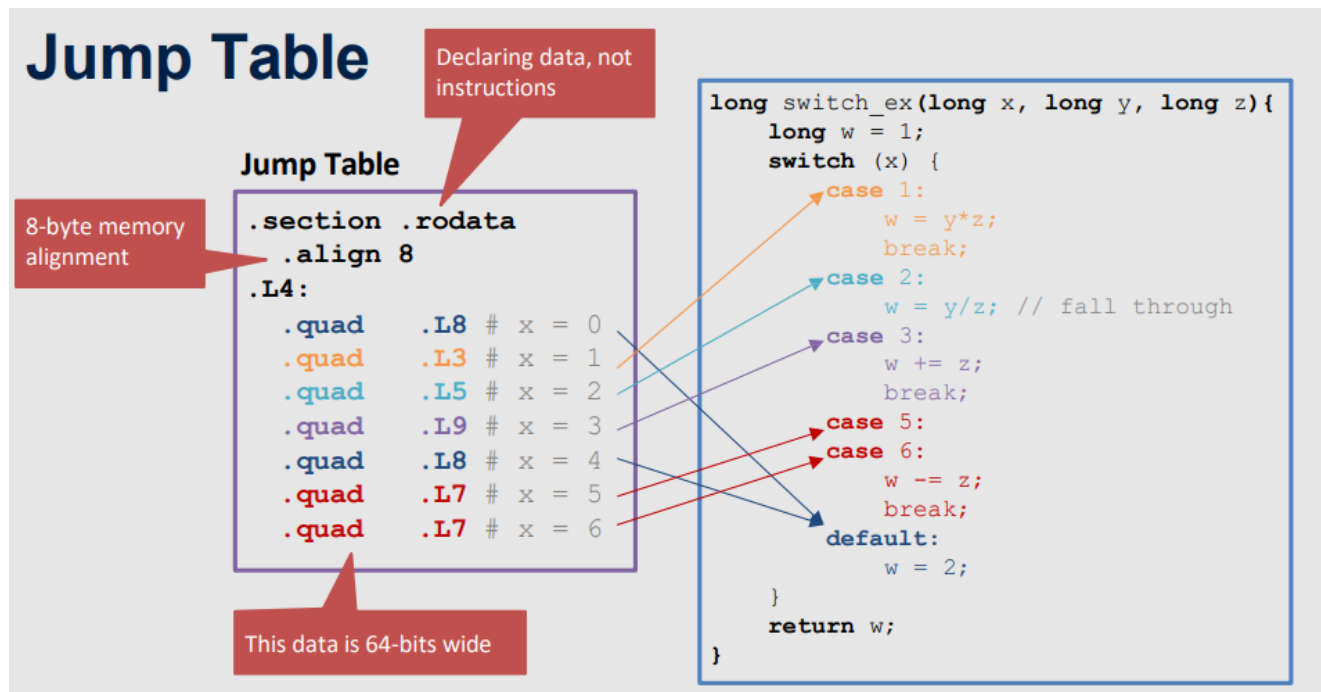 Jump Table
Declaring data, not
instructions
Jump Table
8-byte memory
alignment
.section .rodata
.align 8
.L4:
.quad .L8 # x = 0
.quad .L3 # x = 1
.quad .L5 # x = 2
.quad .L9 # x = 3
.quad .L8 # x = 4
.quad .L7 # x = 5
.quad .L7 # x = 6
This data is 64-bits wide
long switch_ex(long x, long y, long z){
long w = 1;
switch (x) {
case 1:
w = y*z;
break;
case 2:
w = y/z; // fall through
case 3:
w += z;
break;
case 5:
case 6:
w -= z;
break;
default:
w = 2;
}
return w;
}